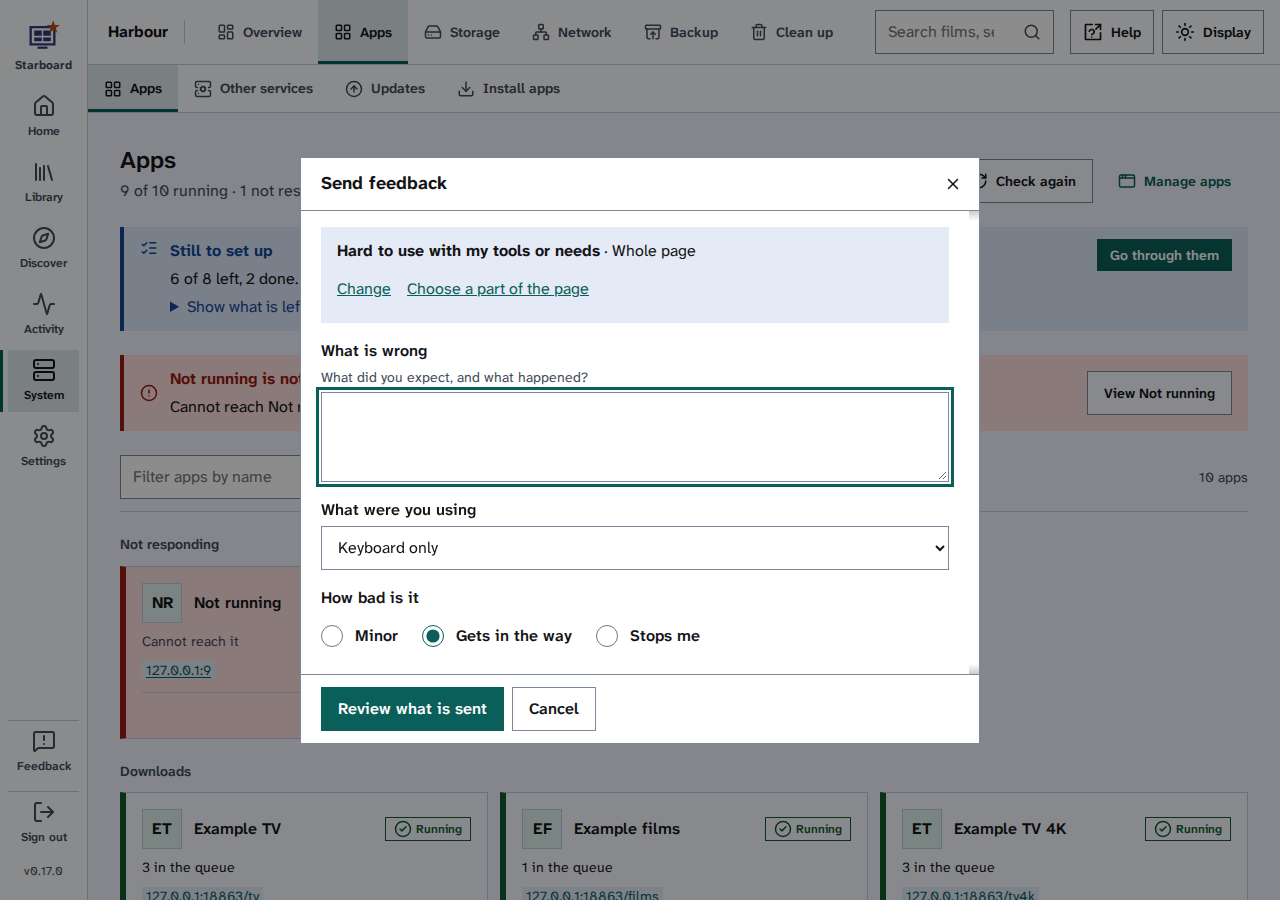 Starboard
Home
Library
Discover
Activity
System
Settings
Feedback
Sign out
v0.17.0
Harbour
Overview
Apps
Storage
Network
Backup
Clean up
Search films, se
Help
Display
Apps
Other services
Updates
Install apps
Apps
9 of 10 running · 1 not res
Check again
Manage apps
Still to set up
6 of 8 left, 2 done.
Show what is lef
Go through them
Not running is not
Cannot reach Not r
View Not running
Filter apps by name
10 apps
Not responding
NR
Not running
Cannot reach it
127.0.0.1:9
Send feedback
Hard to use with my tools or needs · Whole page
Change
Choose a part of the page
What is wrong
What did you expect, and what happened?
What were you using
Keyboard only
How bad is it
Minor
Gets in the way
Stops me
Review what is sent
Cancel
Downloads
ET
Example TV
Running
3 in the queue
127.0.0.1:18863/tv
EF
Example films
Running
1 in the queue
127.0.0.1:18863/films
ET
Example TV 4K
Running
3 in the queue
127.0.0.1:18863/tv4k